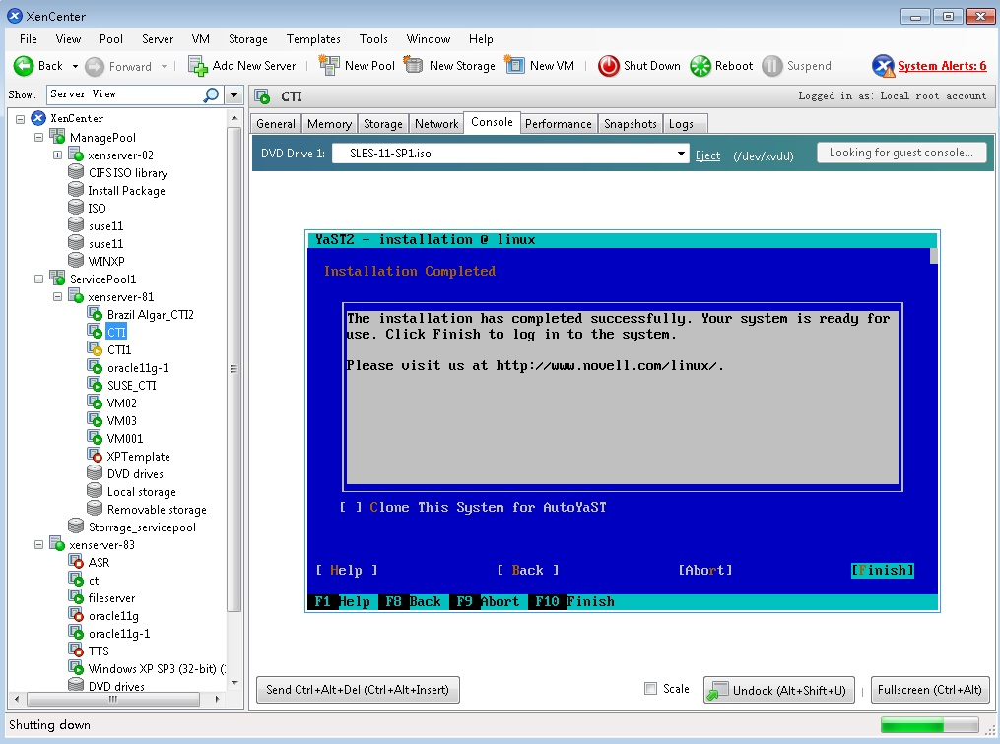 XenCenter
File View Pool Server VM Storage Templates Tools Window Help
Back Forward Add New Server New Pool New Storage New VM Shut Down Reboot Suspend System Alerts: 6
Show: Server View
CTI Logged in as: Local root account
General Memory Storage Network Console Performance Snapshots Logs
DVD Drive 1: SLES-11-SP1.iso Eject (/dev/xvdd) Looking for guest console...
XenCenter
ManagePool
xenserver-82
CIFS ISO library
Install Package
ISO
suse11
suse11
WINXP
ServicePool1
xenserver-81
Brazil Algar_CTI2
CTI
CTI1
oracle11g-1
SUSE_CTI
VM02
VM03
VM001
XPTemplate
DVD drives
Local storage
Removable storage
Storrage_servicepool
xenserver-83
ASR
cti
fileserver
oracle11g
oracle11g-1
TTS
Windows XP SP3 (32-bit) (
DVD drives
YaST2 - installation @ linux
Installation Completed
The installation has completed successfully. Your system is ready for
use. Click Finish to log in to the system.
Please visit us at http://www.novell.com/linux/.
[ ] Clone This System for AutoYaST
[ Help ] [ Back ] [Abort] [Finish]
F1 Help F8 Back F9 Abort F10 Finish
Send Ctrl+Alt+Del (Ctrl+Alt+Insert) Scale Undock (Alt+Shift+U) Fullscreen (Ctrl+Alt)
Shutting down